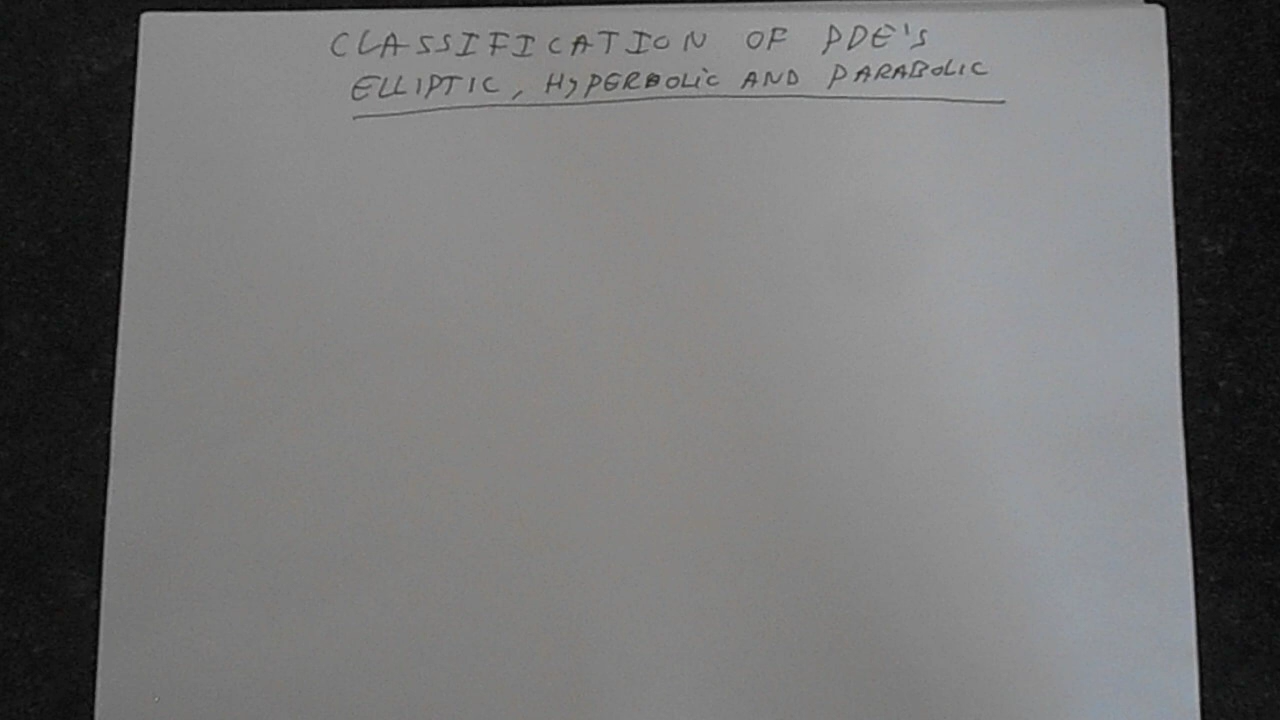 CLASSIFICATION OF PDE'S
ELLIPTIC, HYPERBOLIC AND PARABOLIC